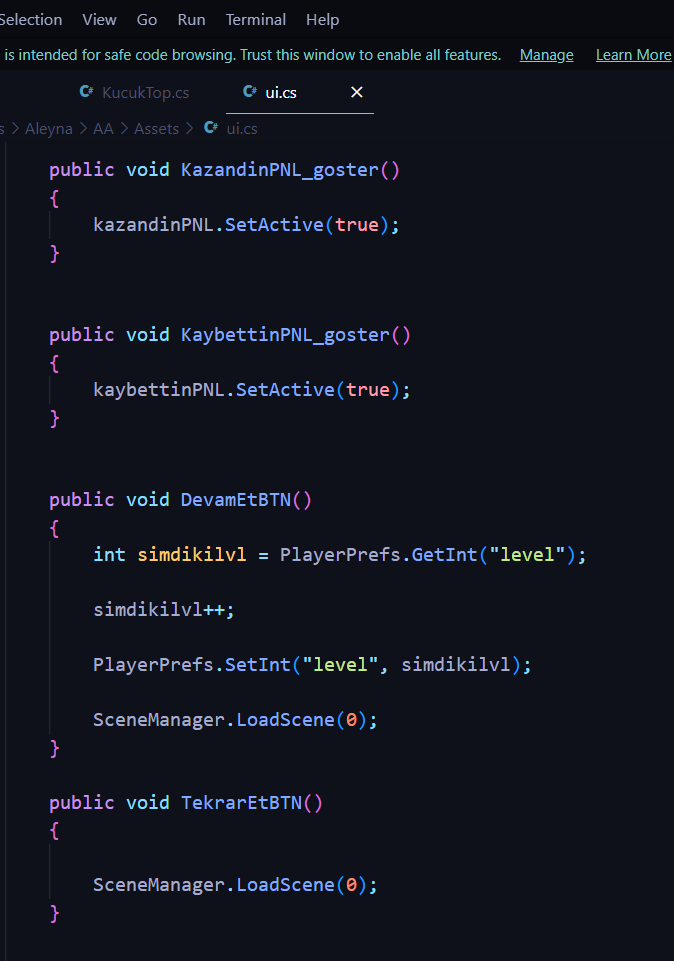 Selection View Go Run Terminal Help
is intended for safe code browsing. Trust this window to enable all features. Manage Learn More
C# KucukTop.cs C# ui.cs ×
s > Aleyna > AA > Assets > C# ui.cs
public void KazandinPNL_goster()
{
kazandinPNL.SetActive(true);
}
public void KaybettinPNL_goster()
{
kaybettinPNL.SetActive(true);
}
public void DevamEtBTN()
{
int simdikilvl = PlayerPrefs.GetInt("level");
simdikilvl++;
PlayerPrefs.SetInt("level", simdikilvl);
SceneManager.LoadScene(0);
}
public void TekrarEtBTN()
{
SceneManager.LoadScene(0);
}